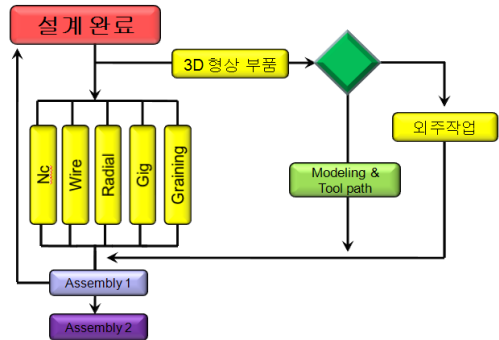 설계 완료
3D 형상 부품
외주작업
Nc
Wire
Radial
Gig
Graining
Modeling &
Tool path
Assembly 1
Assembly 2